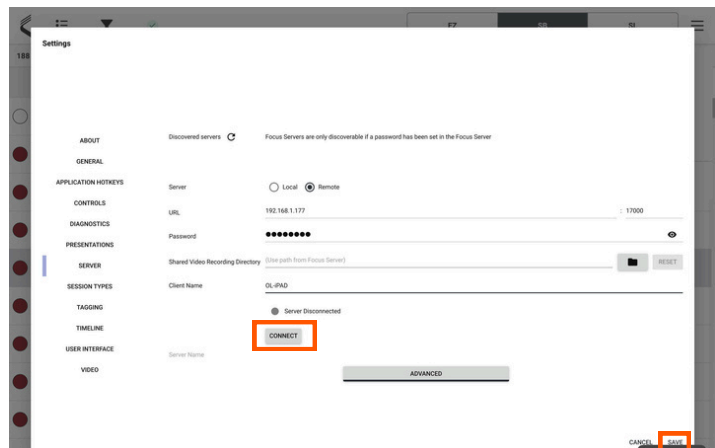 FZ SB SL
Settings
188
Discovered servers Focus Servers are only discoverable if a password has been set in the Focus Server
ABOUT
GENERAL
APPLICATION HOTKEYS
Server Local Remote
CONTROLS
URL 192.168.1.177 : 17000
DIAGNOSTICS
Password
PRESENTATIONS
SERVER
Shared Video Recording Directory (Use path from Focus Server) RESET
SESSION TYPES
Client Name OL-iPAD
TAGGING
Server Disconnected
TIMELINE
CONNECT
USER INTERFACE
Server Name
VIDEO
ADVANCED
CANCEL SAVE